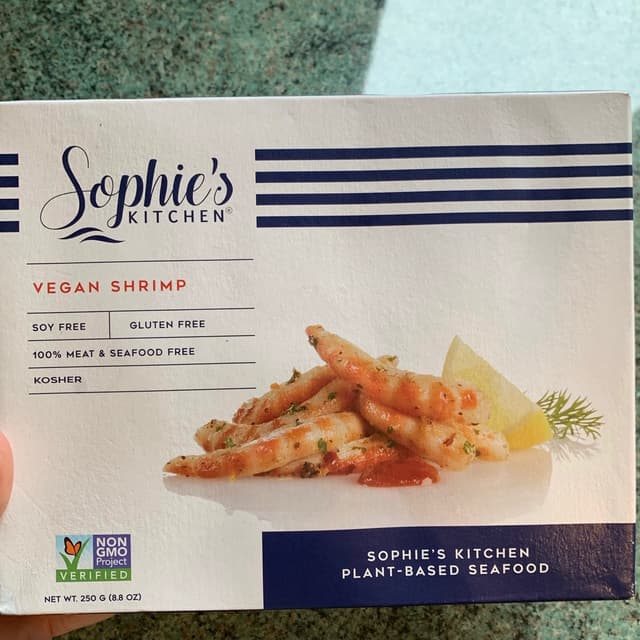 Sophie's
KITCHEN®
VEGAN SHRIMP
SOY FREE
GLUTEN FREE
100% MEAT & SEAFOOD FREE
KOSHER
NON
GMO
Project
VERIFIED
NET WT. 250 G (8.8 OZ)
SOPHIE'S KITCHEN
PLANT-BASED SEAFOOD